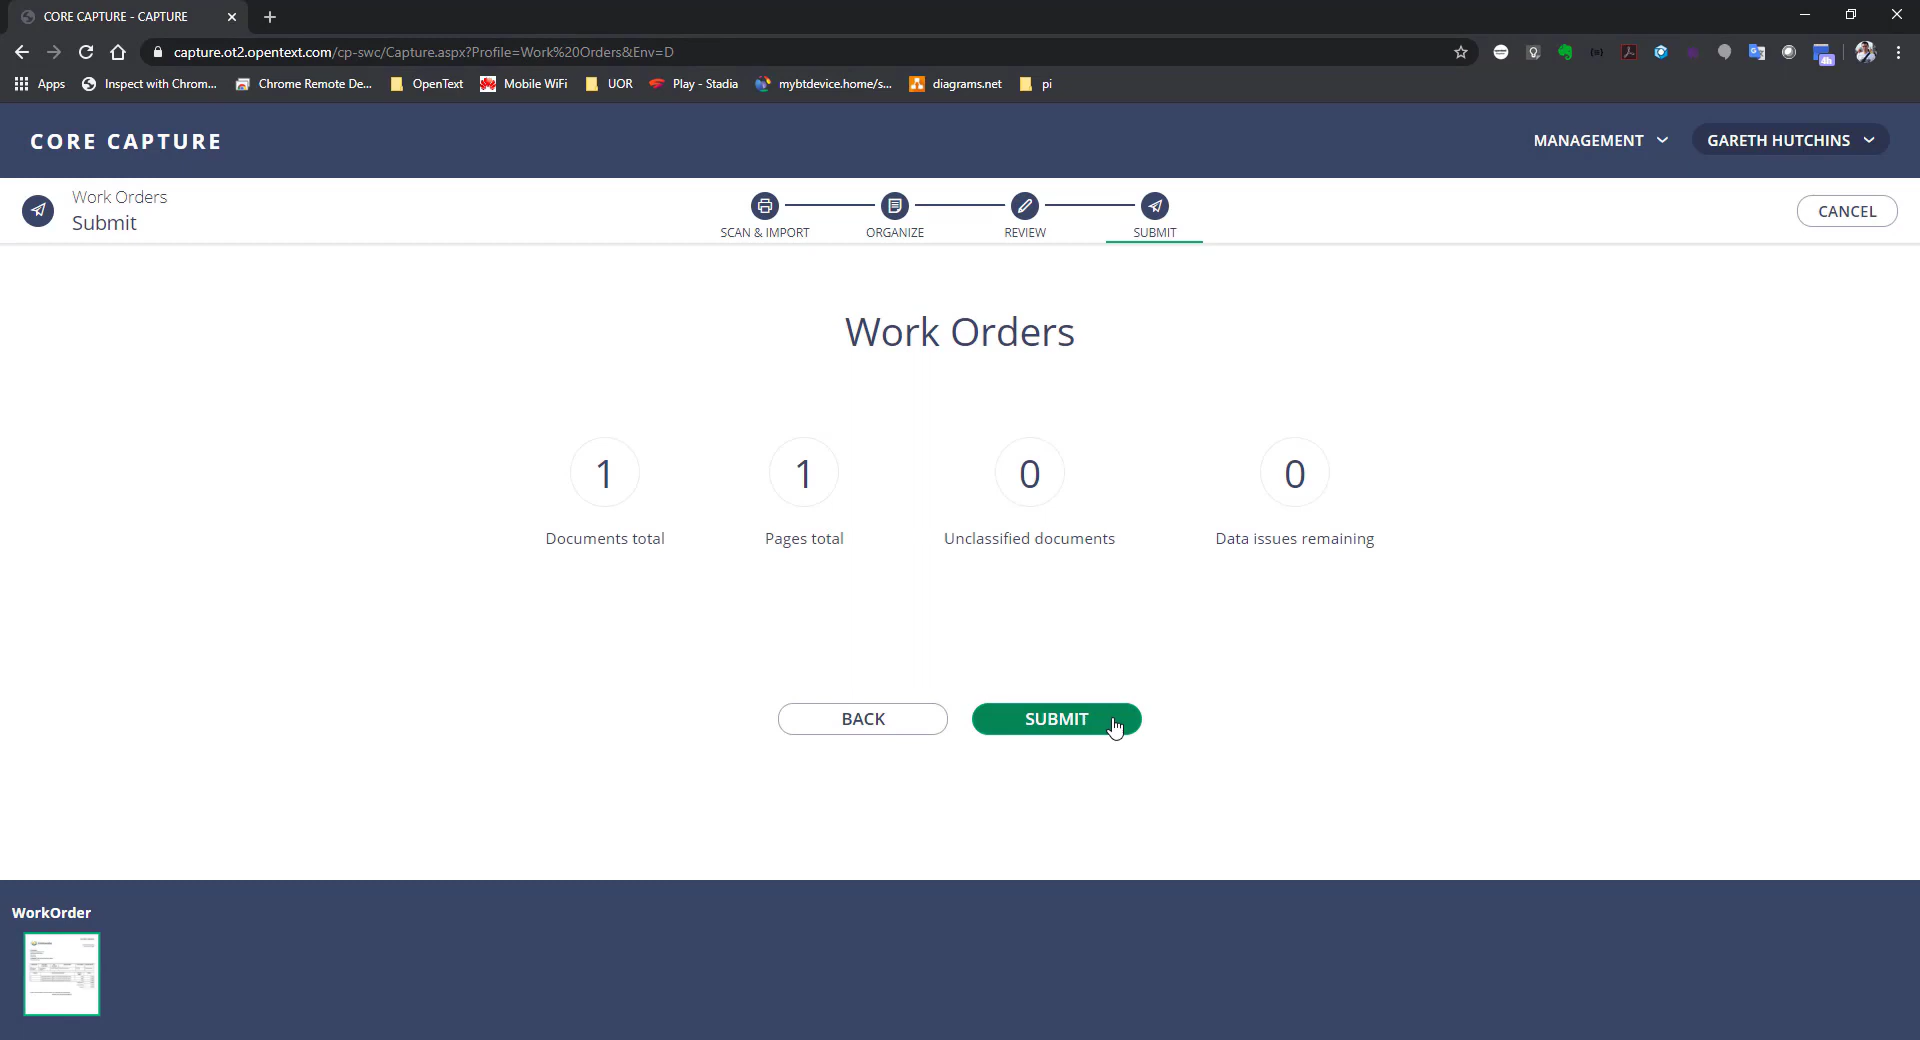 CORE CAPTURE - CAPTURE
capture.ot2.opentext.com/cp-swc/Capture.aspx?Profile=Work%20Orders&Env=D
4h
Apps
Inspect with Chrom...
Chrome Remote De...
OpenText
Mobile WiFi
UOR
Play - Stadia
mybtdevice.home/s...
diagrams.net
pi
CORE CAPTURE
MANAGEMENT
GARETH HUTCHINS
Work Orders
Submit
SCAN & IMPORT
ORGANIZE
REVIEW
SUBMIT
CANCEL
Work Orders
1
1
0
0
Documents total
Pages total
Unclassified documents
Data issues remaining
BACK
SUBMIT
WorkOrder